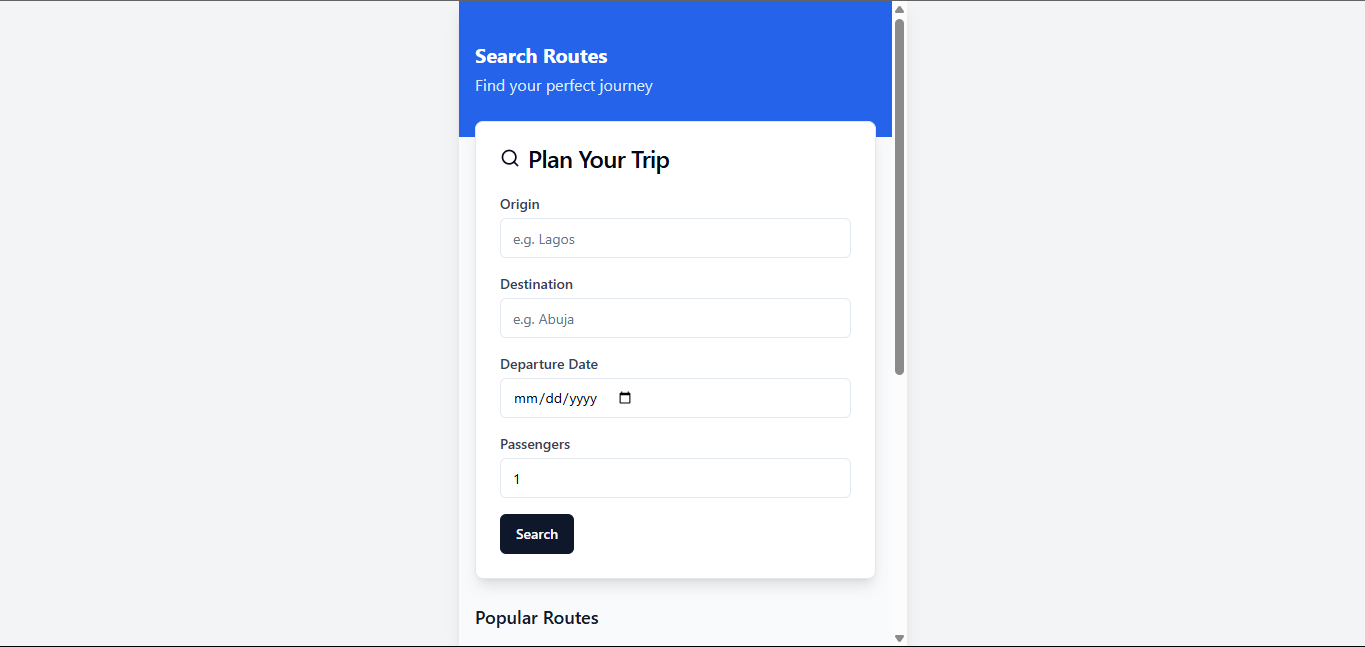 Search Routes
Find your perfect journey
Plan Your Trip
Origin
e.g. Lagos
Destination
e.g. Abuja
Departure Date
mm/dd/yyyy
Passengers
1
Search
Popular Routes